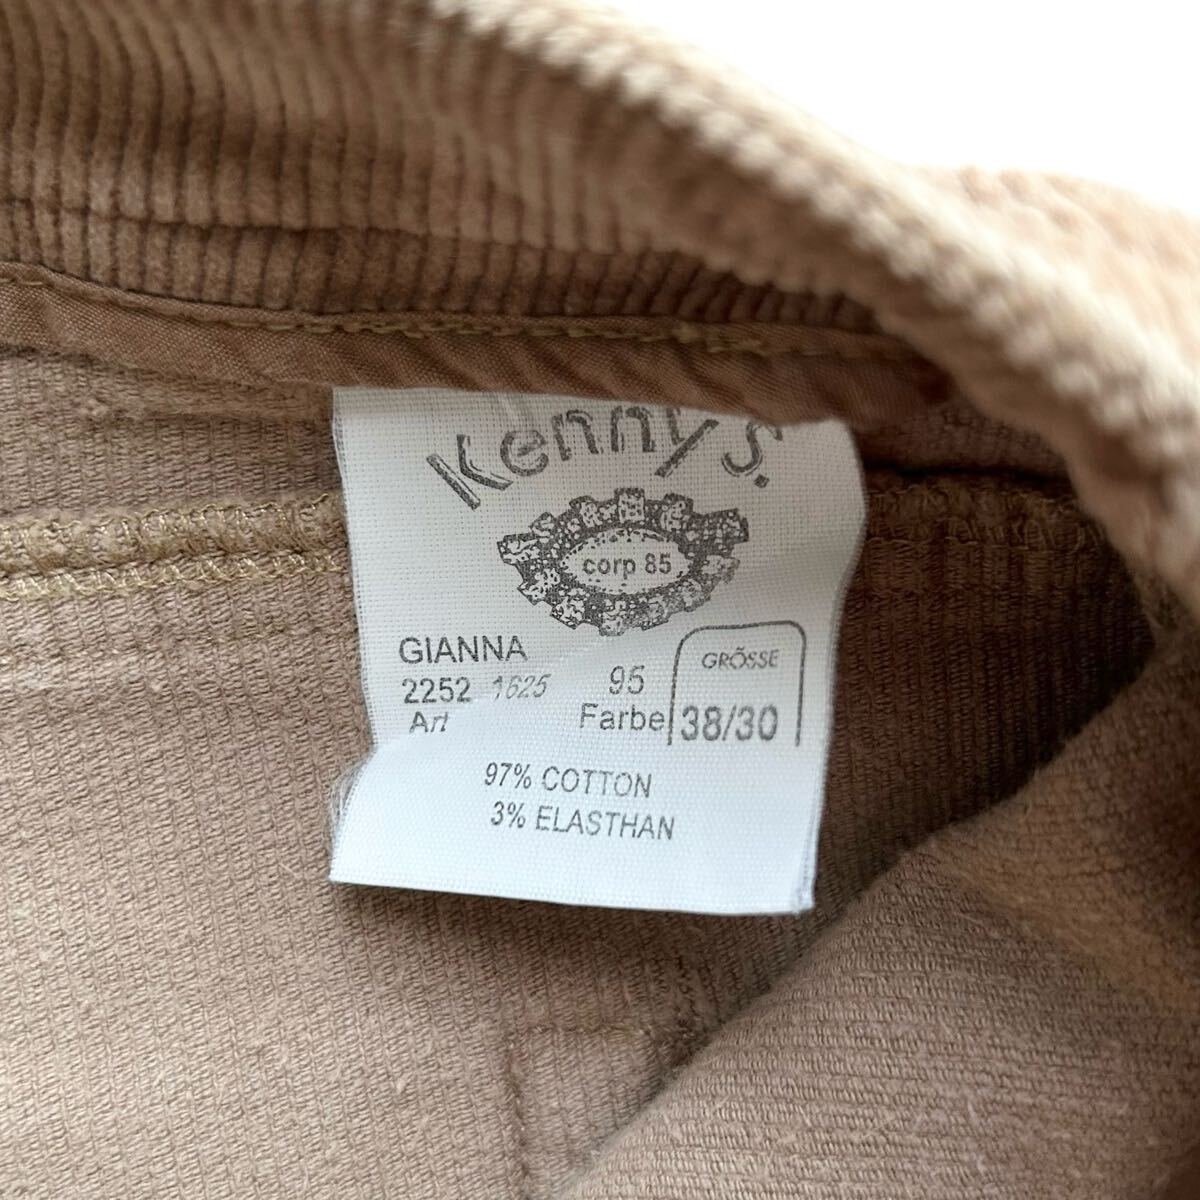 Kenny's.
corp 85
GIANNA
2252 1625 95
Art Farbe
GRÖSSE
38/30
97% COTTON
3% ELASTHAN